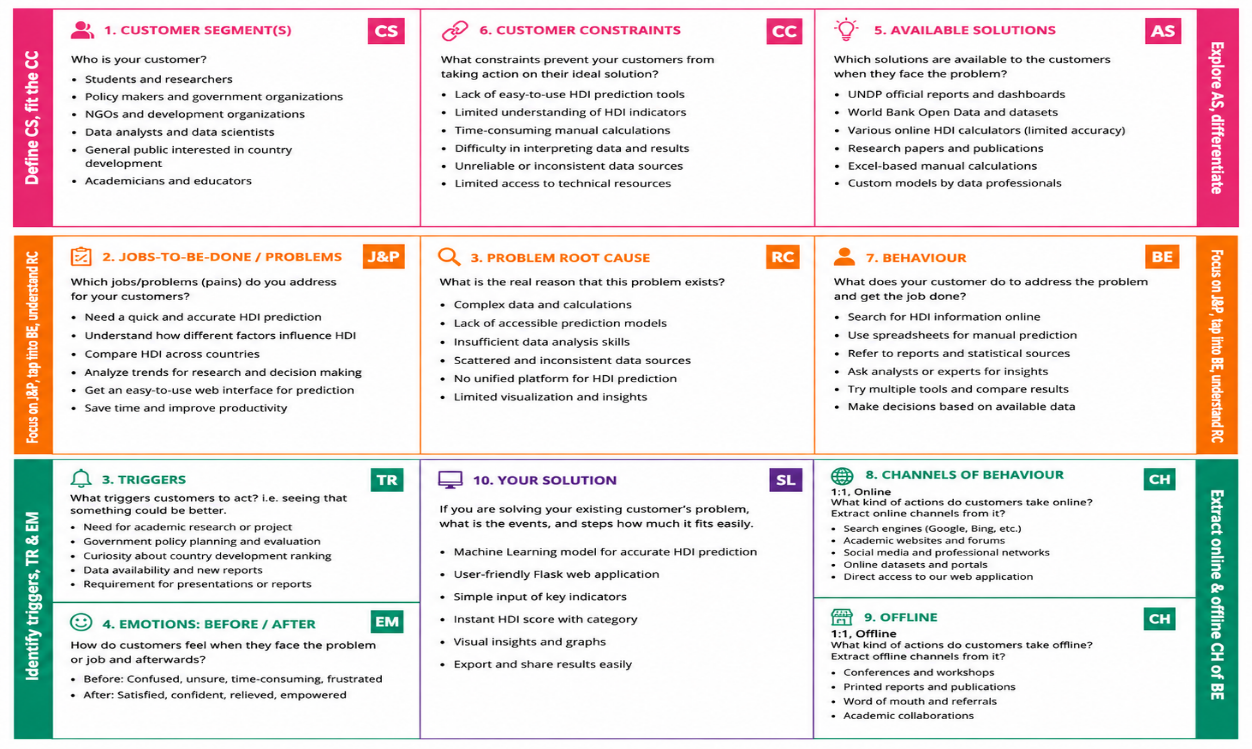 Define CS, fit the CC
1. CUSTOMER SEGMENT(S)
CS
Who is your customer?
• Students and researchers
• Policy makers and government organizations
• NGOs and development organizations
• Data analysts and data scientists
• General public interested in country
development
• Academicians and educators
6. CUSTOMER CONSTRAINTS
CC
What constraints prevent your customers from
taking action on their ideal solution?
• Lack of easy-to-use HDI prediction tools
• Limited understanding of HDI indicators
• Time-consuming manual calculations
• Difficulty in interpreting data and results
• Unreliable or inconsistent data sources
• Limited access to technical resources
5. AVAILABLE SOLUTIONS
AS
Which solutions are available to the customers
when they face the problem?
• UNDP official reports and dashboards
• World Bank Open Data and datasets
• Various online HDI calculators (limited accuracy)
• Research papers and publications
• Excel-based manual calculations
• Custom models by data professionals
Explore AS, differentiate
Focus on J&P, tap into BE, understand RC
2. JOBS-TO-BE-DONE / PROBLEMS
J&P
Which jobs/problems (pains) do you address
for your customers?
• Need a quick and accurate HDI prediction
• Understand how different factors influence HDI
• Compare HDI across countries
• Analyze trends for research and decision making
• Get an easy-to-use web interface for prediction
• Save time and improve productivity
3. PROBLEM ROOT CAUSE
RC
What is the real reason that this problem exists?
• Complex data and calculations
• Lack of accessible prediction models
• Insufficient data analysis skills
• Scattered and inconsistent data sources
• No unified platform for HDI prediction
• Limited visualization and insights
7. BEHAVIOUR
BE
What does your customer do to address the problem
and get the job done?
• Search for HDI information online
• Use spreadsheets for manual prediction
• Refer to reports and statistical sources
• Ask analysts or experts for insights
• Try multiple tools and compare results
• Make decisions based on available data
Focus on J&P, tap into BE, understand RC
Identify triggers, TR & EM
3. TRIGGERS
TR
What triggers customers to act? i.e. seeing that
something could be better.
• Need for academic research or project
• Government policy planning and evaluation
• Curiosity about country development ranking
• Data availability and new reports
• Requirement for presentations or reports
4. EMOTIONS: BEFORE / AFTER
EM
How do customers feel when they face the problem
or job and afterwards?
• Before: Confused, unsure, time-consuming, frustrated
• After: Satisfied, confident, relieved, empowered
10. YOUR SOLUTION
SL
If you are solving your existing customer's problem,
what is the events, and steps how much it fits easily.
• Machine Learning model for accurate HDI prediction
• User-friendly Flask web application
• Simple input of key indicators
• Instant HDI score with category
• Visual insights and graphs
• Export and share results easily
8. CHANNELS OF BEHAVIOUR
CH
1:1, Online
What kind of actions do customers take online?
Extract online channels from it?
• Search engines (Google, Bing, etc.)
• Academic websites and forums
• Social media and professional networks
• Online datasets and portals
• Direct access to our web application
9. OFFLINE
CH
1:1, Offline
What kind of actions do customers take offline?
Extract offline channels from it?
• Conferences and workshops
• Printed reports and publications
• Word of mouth and referrals
• Academic collaborations
Extract online & offline CH of BE